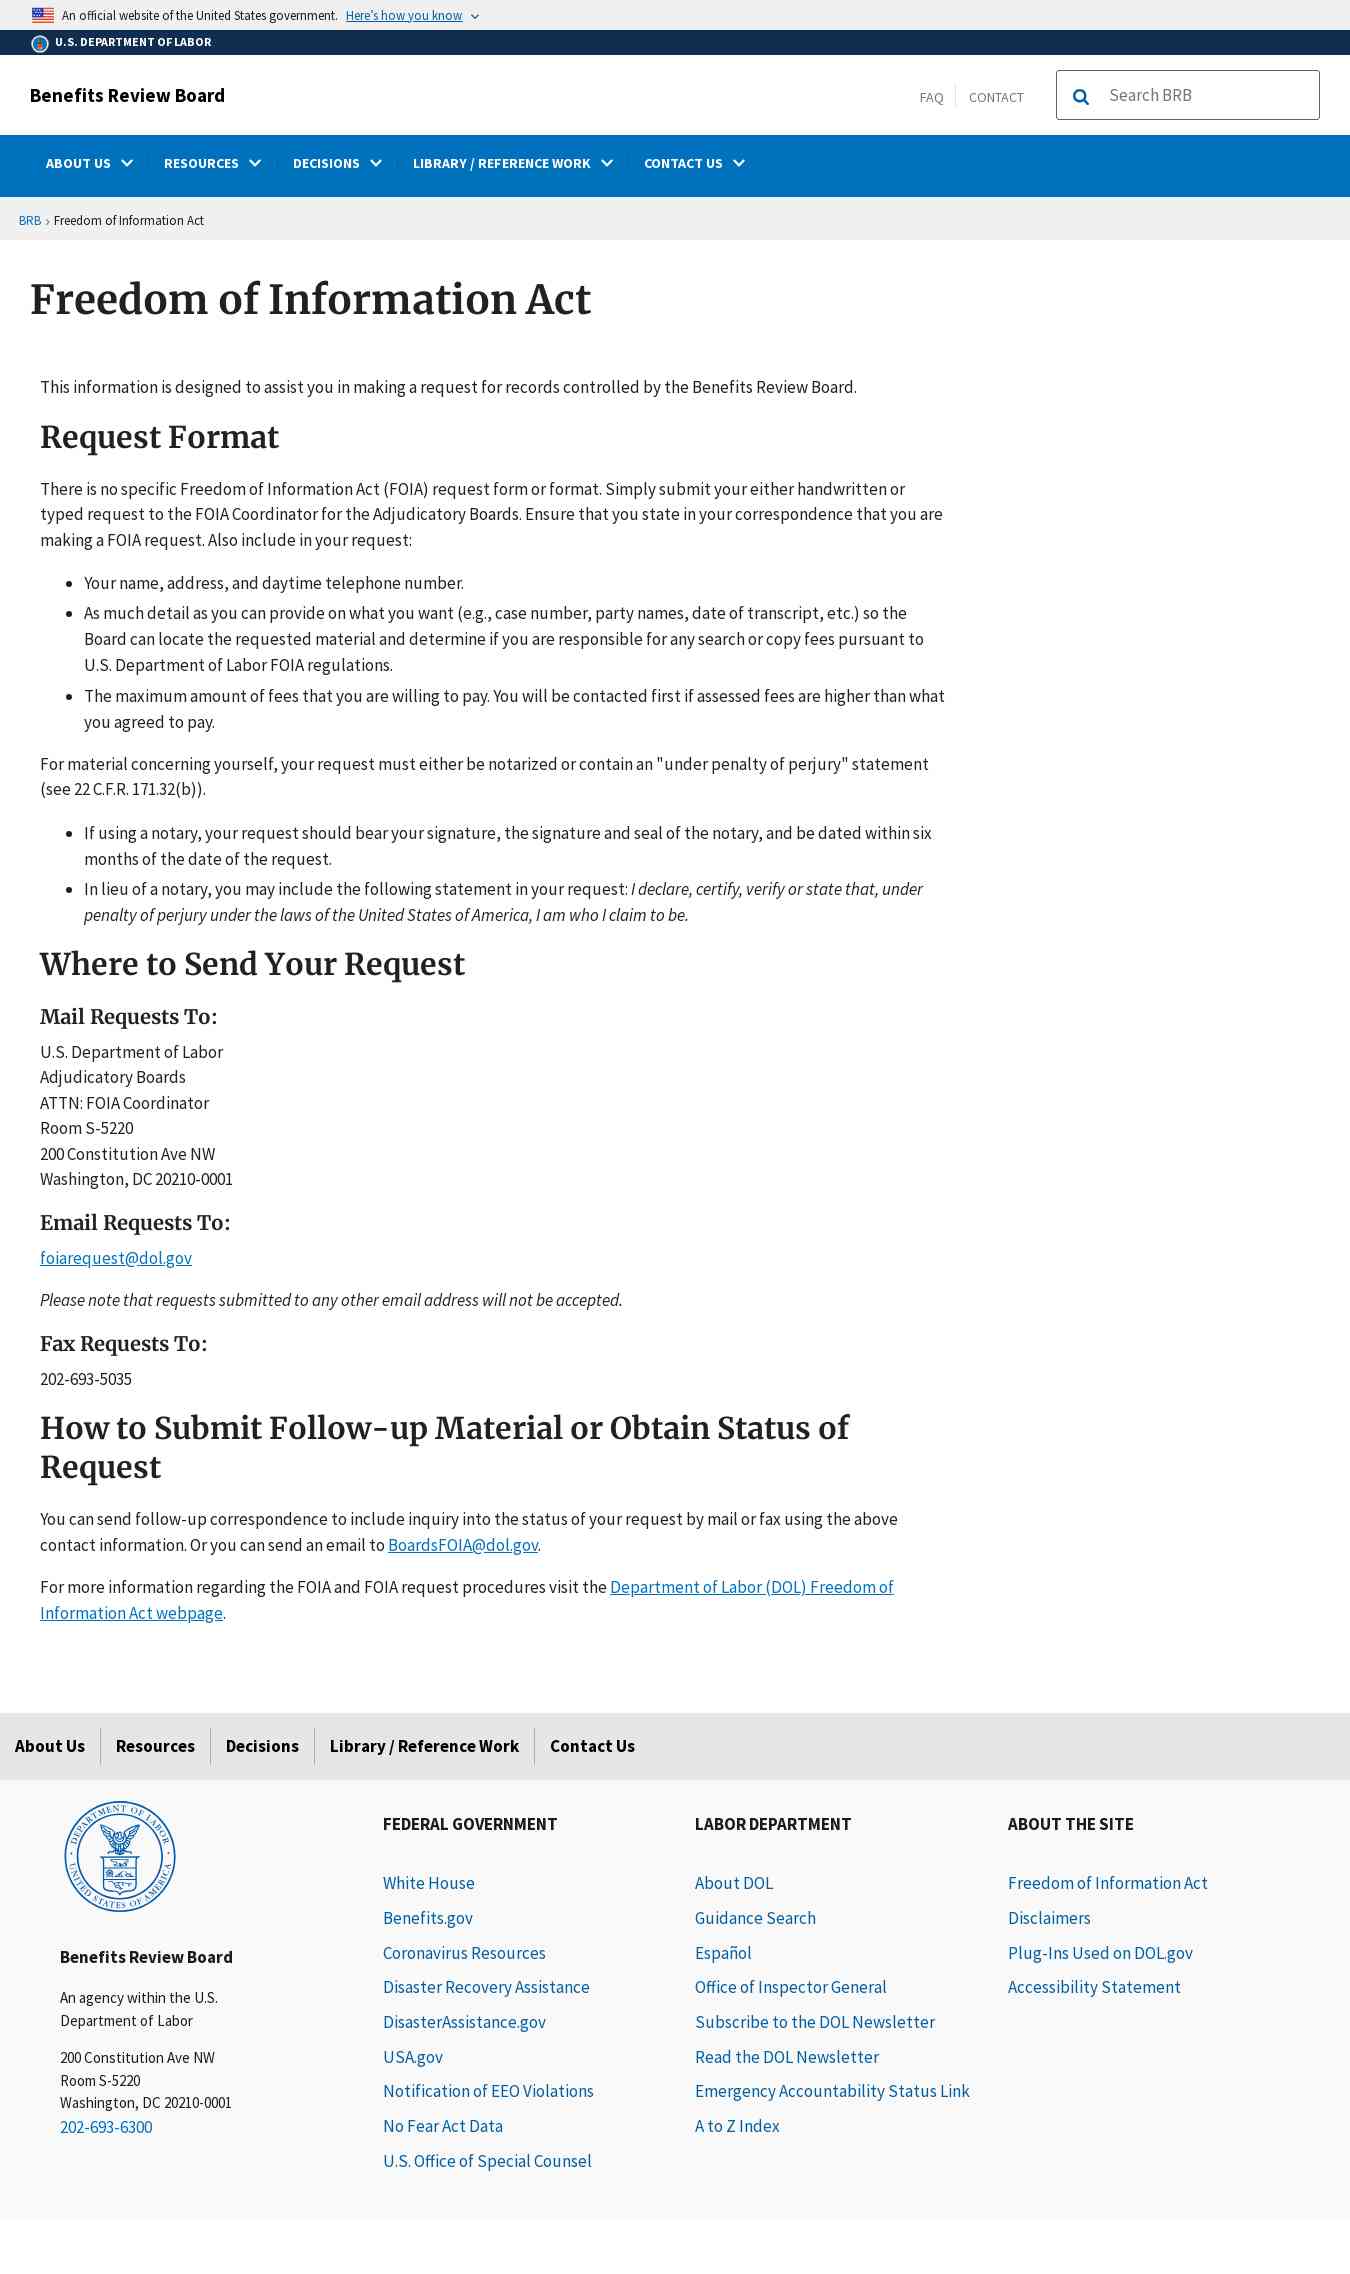 An official website of the United States government. Here's how you know
U.S. DEPARTMENT OF LABOR
Benefits Review Board
FAQ
CONTACT
Search BRB
ABOUT US
RESOURCES
DECISIONS
LIBRARY / REFERENCE WORK
CONTACT US
BRB › Freedom of Information Act
Freedom of Information Act
This information is designed to assist you in making a request for records controlled by the Benefits Review Board.
Request Format
There is no specific Freedom of Information Act (FOIA) request form or format. Simply submit your either handwritten or
typed request to the FOIA Coordinator for the Adjudicatory Boards. Ensure that you state in your correspondence that you are
making a FOIA request. Also include in your request:
• Your name, address, and daytime telephone number.
• As much detail as you can provide on what you want (e.g., case number, party names, date of transcript, etc.) so the
Board can locate the requested material and determine if you are responsible for any search or copy fees pursuant to
U.S. Department of Labor FOIA regulations.
• The maximum amount of fees that you are willing to pay. You will be contacted first if assessed fees are higher than what
you agreed to pay.
For material concerning yourself, your request must either be notarized or contain an "under penalty of perjury" statement
(see 22 C.F.R. 171.32(b)).
• If using a notary, your request should bear your signature, the signature and seal of the notary, and be dated within six
months of the date of the request.
• In lieu of a notary, you may include the following statement in your request: I declare, certify, verify or state that, under
penalty of perjury under the laws of the United States of America, I am who I claim to be.
Where to Send Your Request
Mail Requests To:
U.S. Department of Labor
Adjudicatory Boards
ATTN: FOIA Coordinator
Room S-5220
200 Constitution Ave NW
Washington, DC 20210-0001
Email Requests To:
foiarequest@dol.gov
Please note that requests submitted to any other email address will not be accepted.
Fax Requests To:
202-693-5035
How to Submit Follow-up Material or Obtain Status of
Request
You can send follow-up correspondence to include inquiry into the status of your request by mail or fax using the above
contact information. Or you can send an email to BoardsFOIA@dol.gov.
For more information regarding the FOIA and FOIA request procedures visit the Department of Labor (DOL) Freedom of
Information Act webpage.
About Us
Resources
Decisions
Library / Reference Work
Contact Us
DEPARTMENT OF LABOR
UNITED STATES OF AMERICA
Benefits Review Board
An agency within the U.S.
Department of Labor
200 Constitution Ave NW
Room S-5220
Washington, DC 20210-0001
202-693-6300
FEDERAL GOVERNMENT
White House
Benefits.gov
Coronavirus Resources
Disaster Recovery Assistance
DisasterAssistance.gov
USA.gov
Notification of EEO Violations
No Fear Act Data
U.S. Office of Special Counsel
LABOR DEPARTMENT
About DOL
Guidance Search
Español
Office of Inspector General
Subscribe to the DOL Newsletter
Read the DOL Newsletter
Emergency Accountability Status Link
A to Z Index
ABOUT THE SITE
Freedom of Information Act
Disclaimers
Plug-Ins Used on DOL.gov
Accessibility Statement